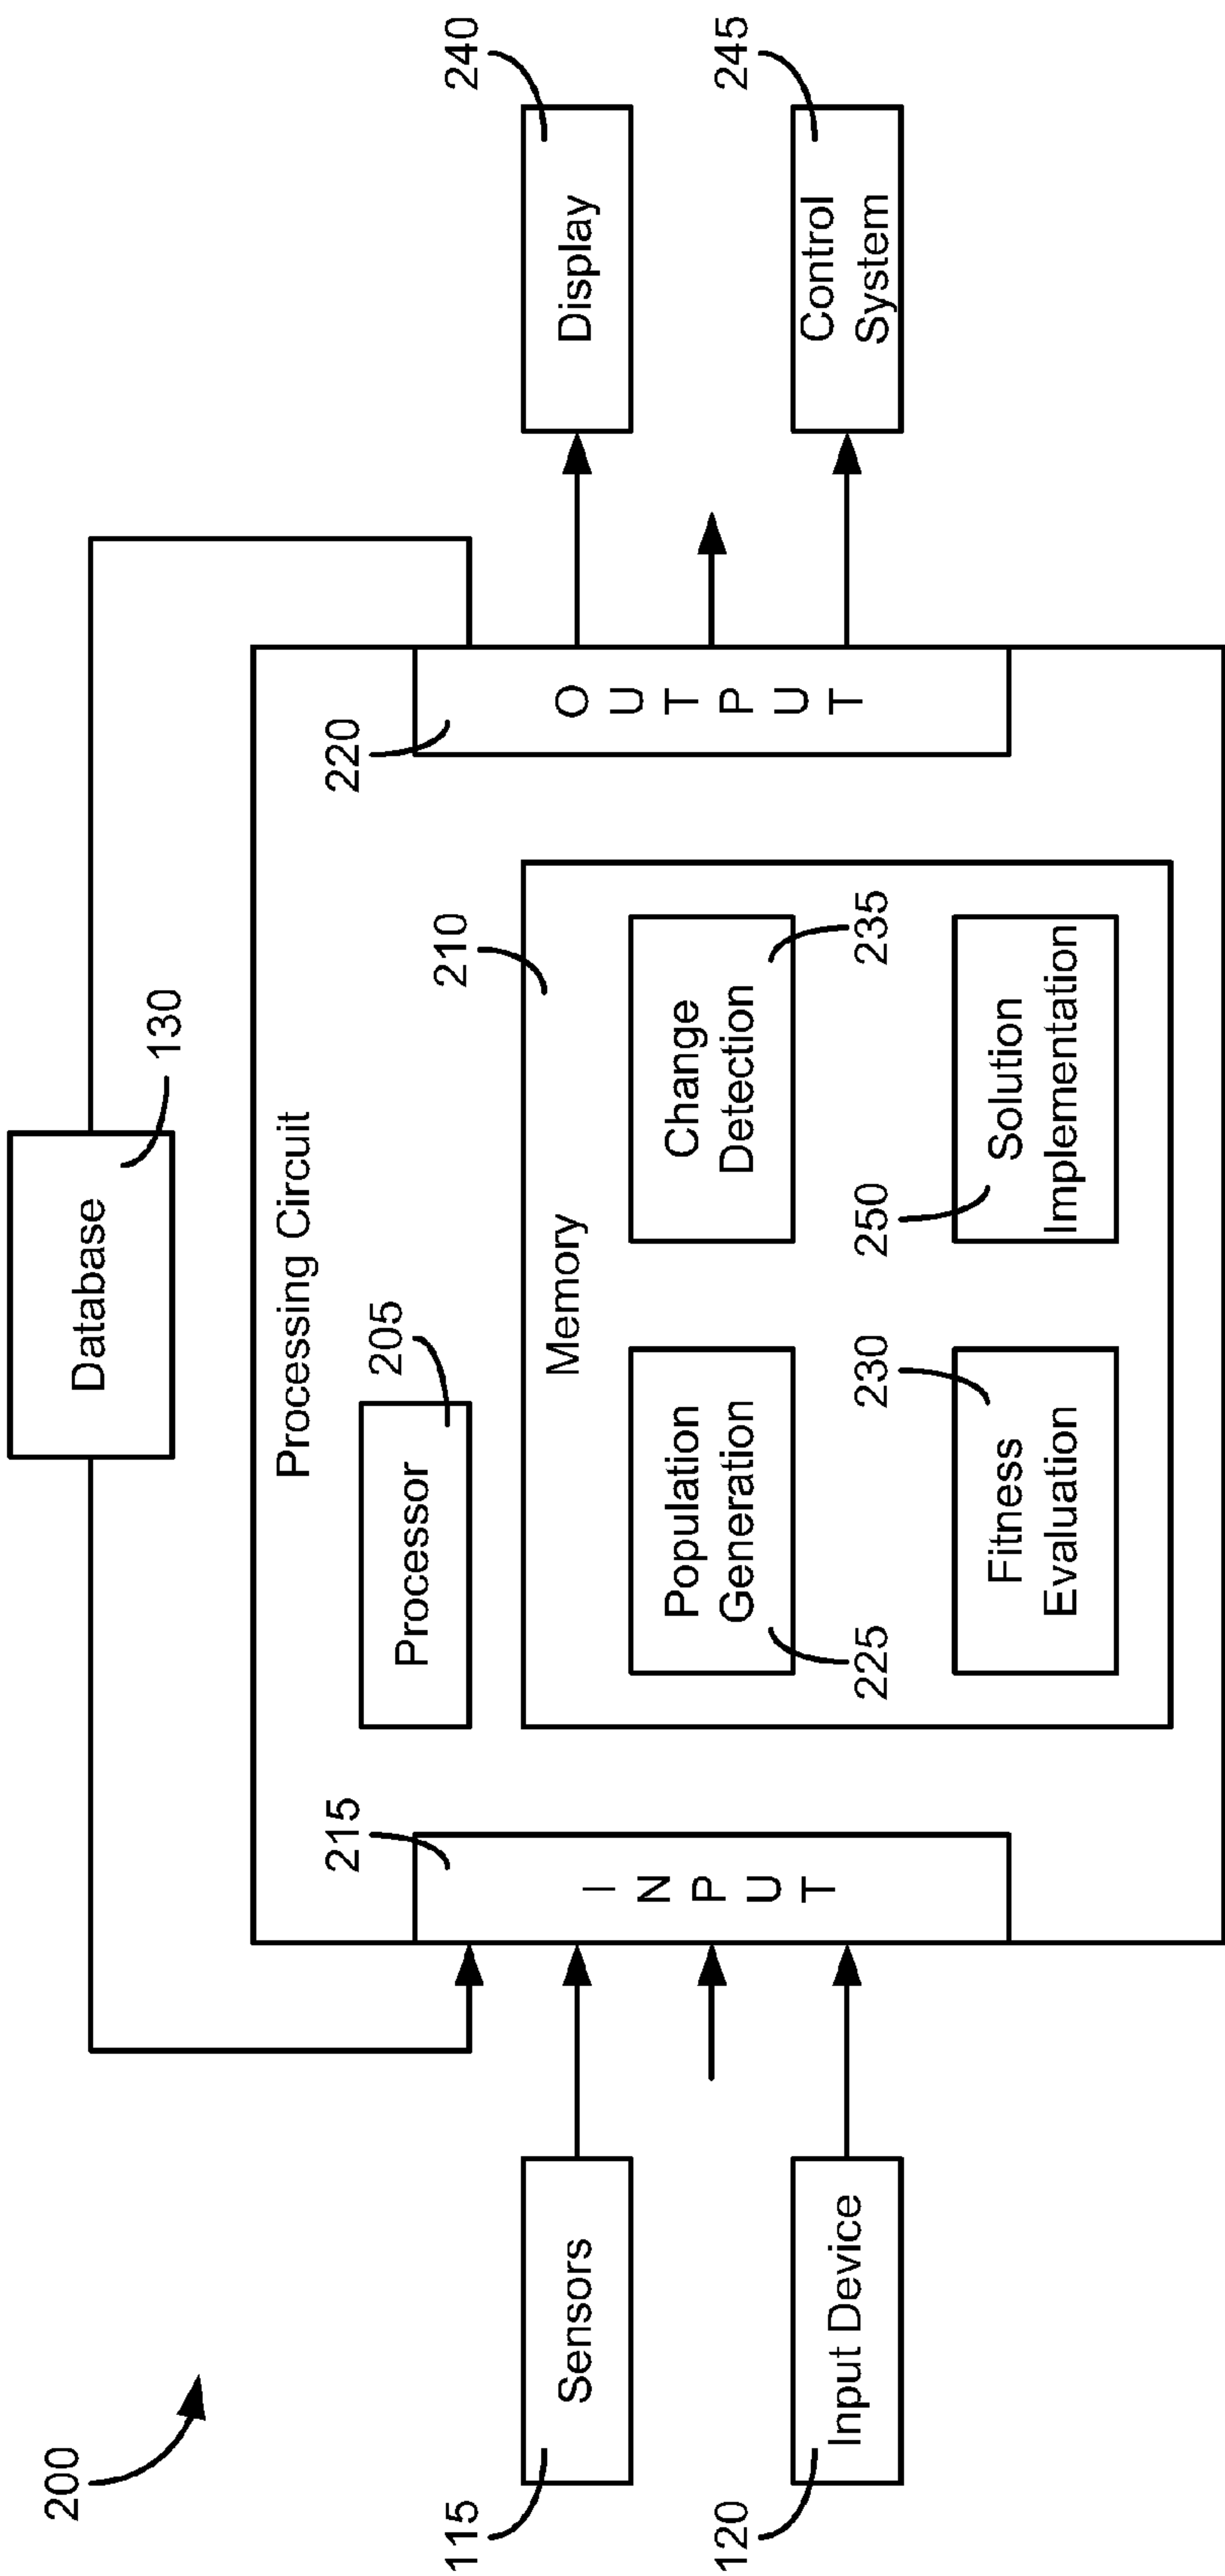 200
Database
130
Processing Circuit
Processor
205
215
220
INPUT
OUTPUT
Memory
210
Population
Generation
225
Change
Detection
235
Fitness
Evaluation
230
Solution
Implementation
250
115
Sensors
120
Input Device
Display
240
Control
System
245